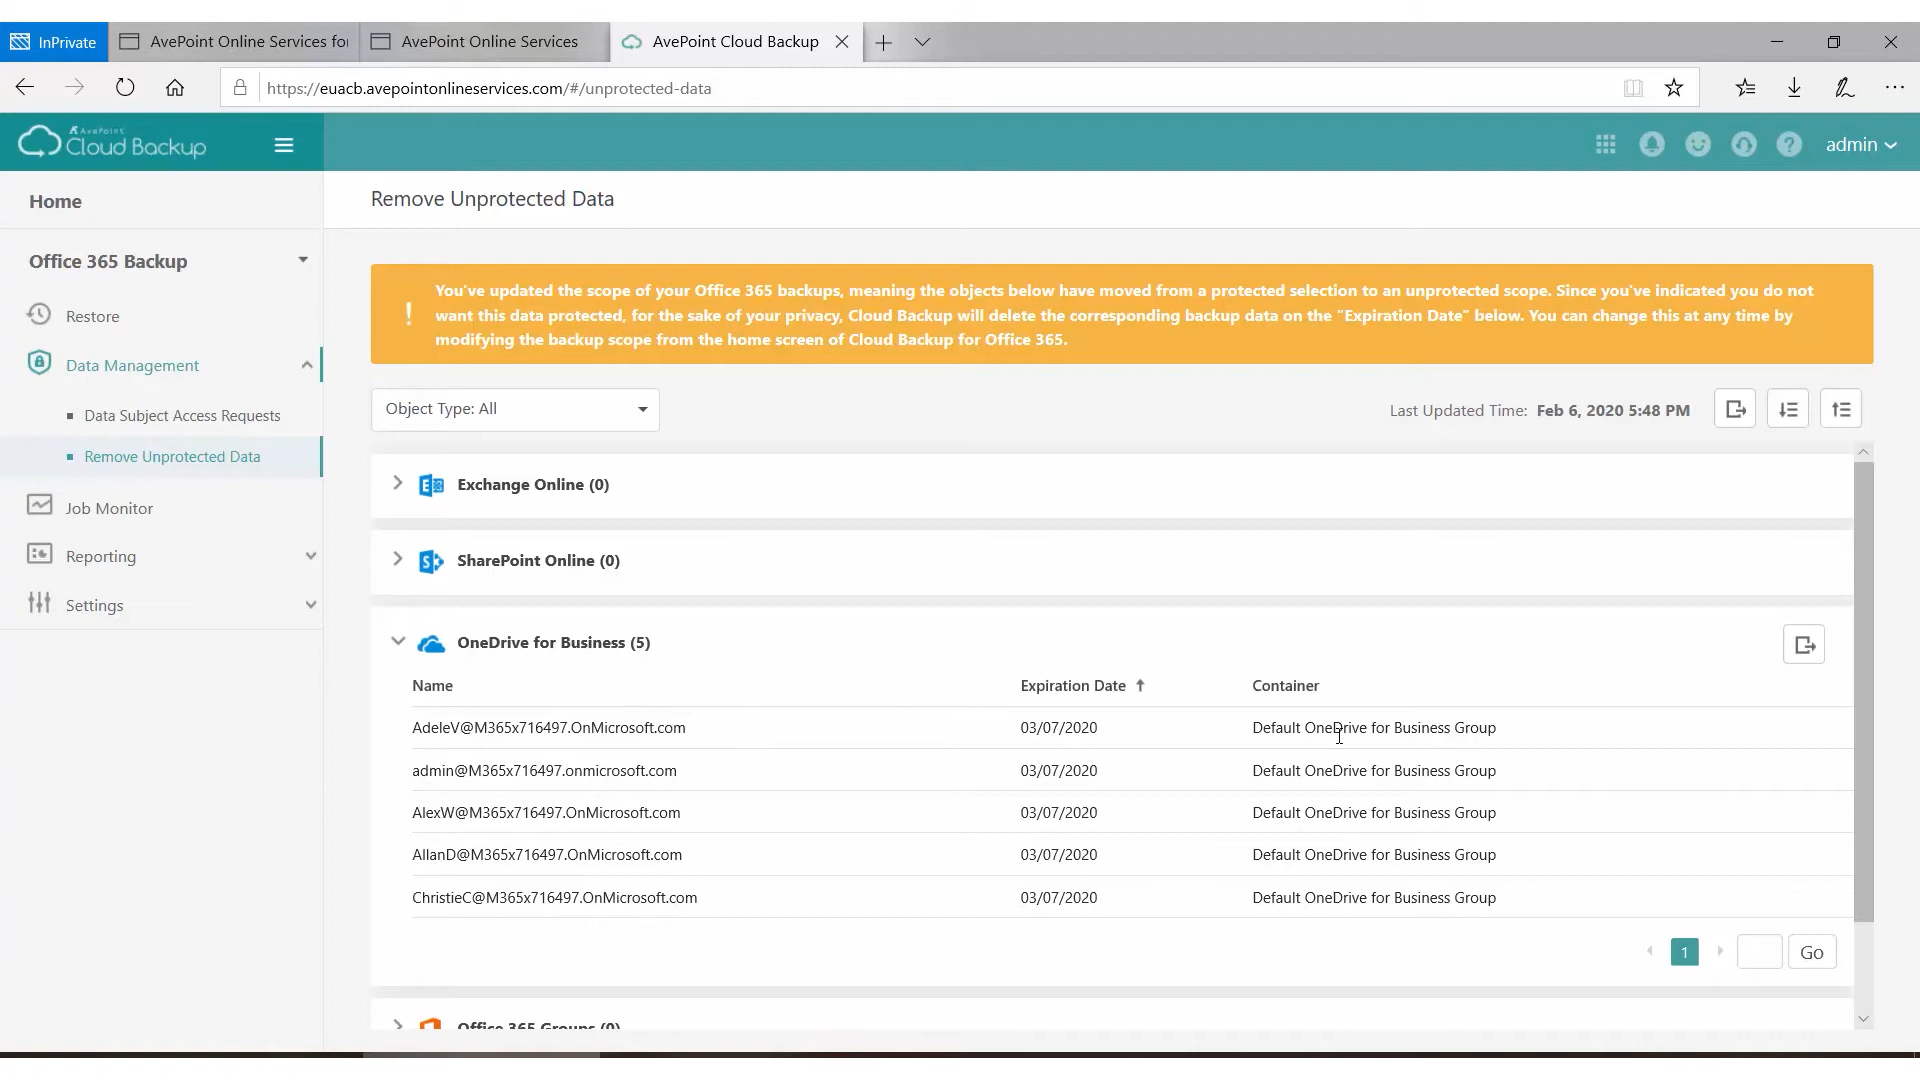 InPrivate
AvePoint Online Services for
AvePoint Online Services
AvePoint Cloud Backup
https://euacb.avepointonlineservices.com/#/unprotected-data
AvePoint
Cloud Backup
admin
Home
Remove Unprotected Data
Office 365 Backup
Restore
Data Management
Data Subject Access Requests
Remove Unprotected Data
Job Monitor
Reporting
Settings
! You've updated the scope of your Office 365 backups, meaning the objects below have moved from a protected selection to an unprotected scope. Since you've indicated you do not
want this data protected, for the sake of your privacy, Cloud Backup will delete the corresponding backup data on the "Expiration Date" below. You can change this at any time by
modifying the backup scope from the home screen of Cloud Backup for Office 365.
Object Type: All
Last Updated Time: Feb 6, 2020 5:48 PM
Exchange Online (0)
SharePoint Online (0)
OneDrive for Business (5)
Name Expiration Date Container
AdeleV@M365x716497.OnMicrosoft.com 03/07/2020 Default OneDrive for Business Group
admin@M365x716497.onmicrosoft.com 03/07/2020 Default OneDrive for Business Group
AlexW@M365x716497.OnMicrosoft.com 03/07/2020 Default OneDrive for Business Group
AllanD@M365x716497.OnMicrosoft.com 03/07/2020 Default OneDrive for Business Group
ChristieC@M365x716497.OnMicrosoft.com 03/07/2020 Default OneDrive for Business Group
1 Go
Office 365 Groups (0)